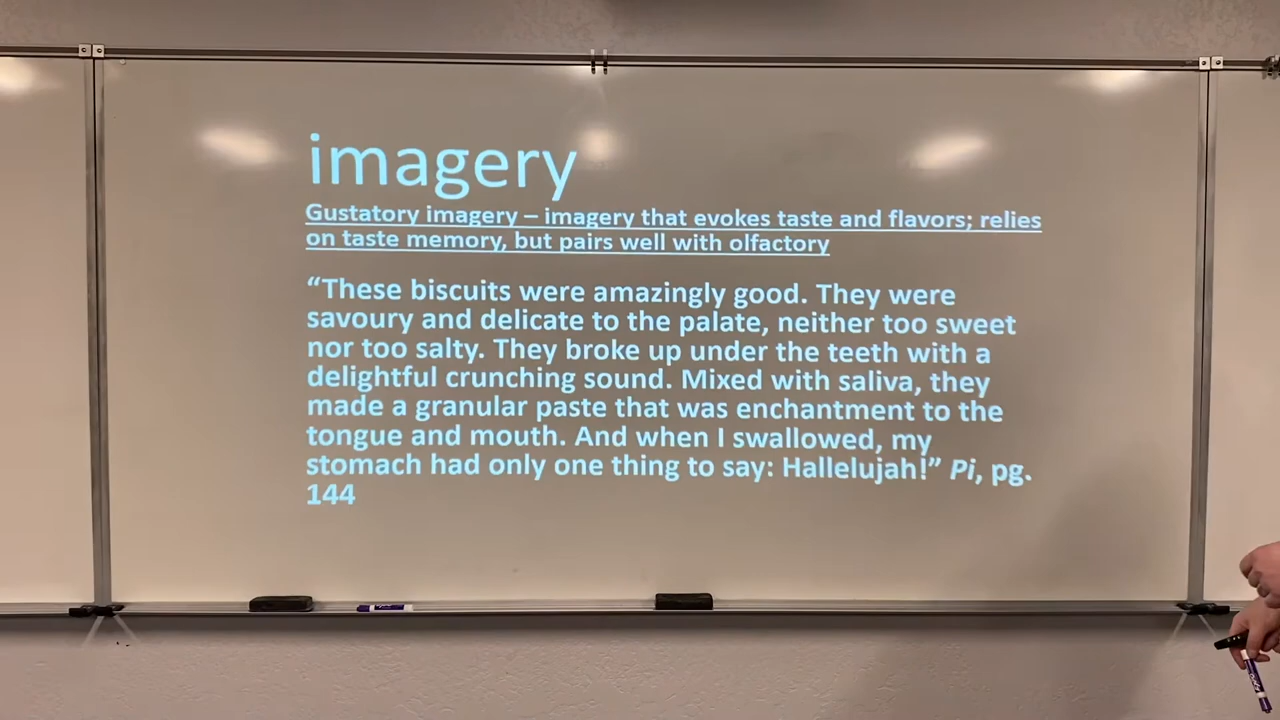 imagery
Gustatory imagery – imagery that evokes taste and flavors; relies
on taste memory, but pairs well with olfactory
“These biscuits were amazingly good. They were
savoury and delicate to the palate, neither too sweet
nor too salty. They broke up under the teeth with a
delightful crunching sound. Mixed with saliva, they
made a granular paste that was enchantment to the
tongue and mouth. And when I swallowed, my
stomach had only one thing to say: Hallelujah!” Pi, pg.
144